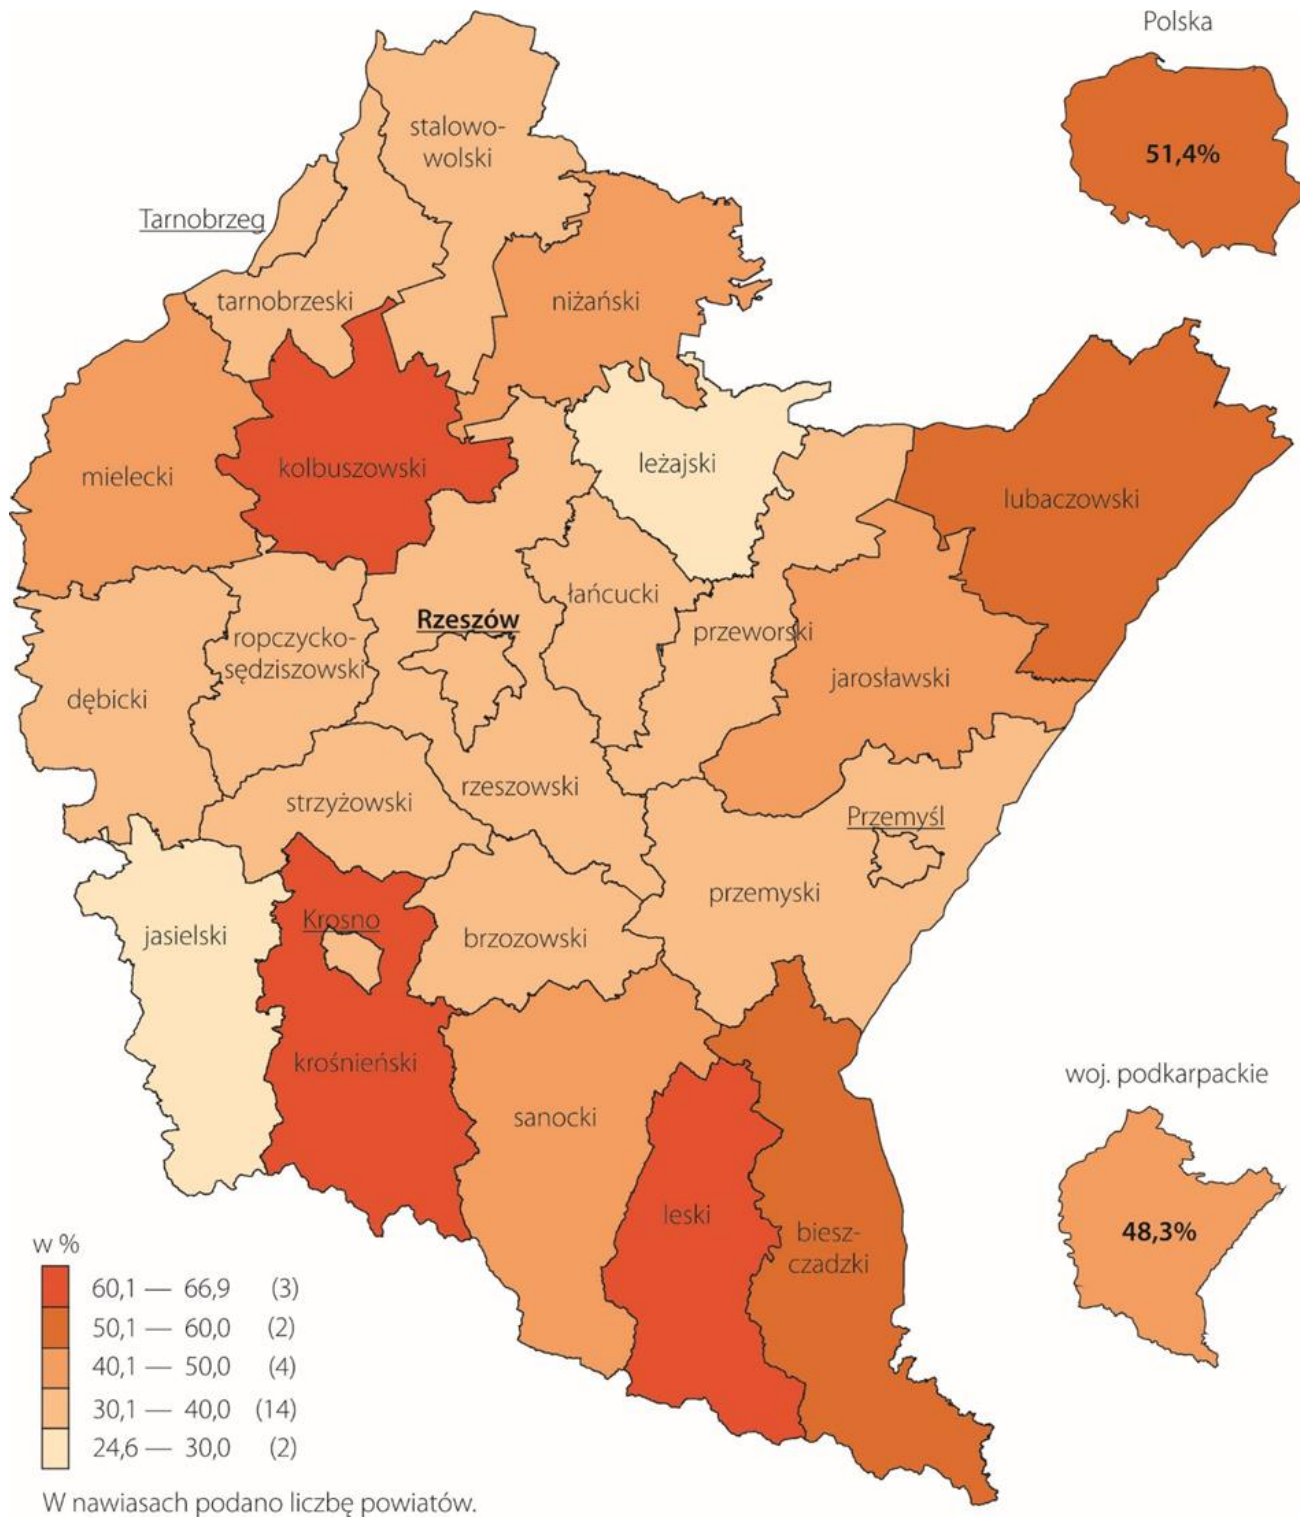 Polska
51,4%
stalowo-
wolski
Tarnobrzeg
tarnobrzeski
niżański
mielecki
kolbuszowski
leżajski
lubaczowski
łańcucki
Rzeszów
przeworski
ropczycko-
sędziszowski
dębicki
jarosławski
rzeszowski
strzyżowski
Przemyśl
przemyski
jasielski
Krosno
brzozowski
krośnieński
sanocki
leski
biesz-
czadzki
woj. podkarpackie
48,3%
w %
60,1 — 66,9 (3)
50,1 — 60,0 (2)
40,1 — 50,0 (4)
30,1 — 40,0 (14)
24,6 — 30,0 (2)
W nawiasach podano liczbę powiatów.